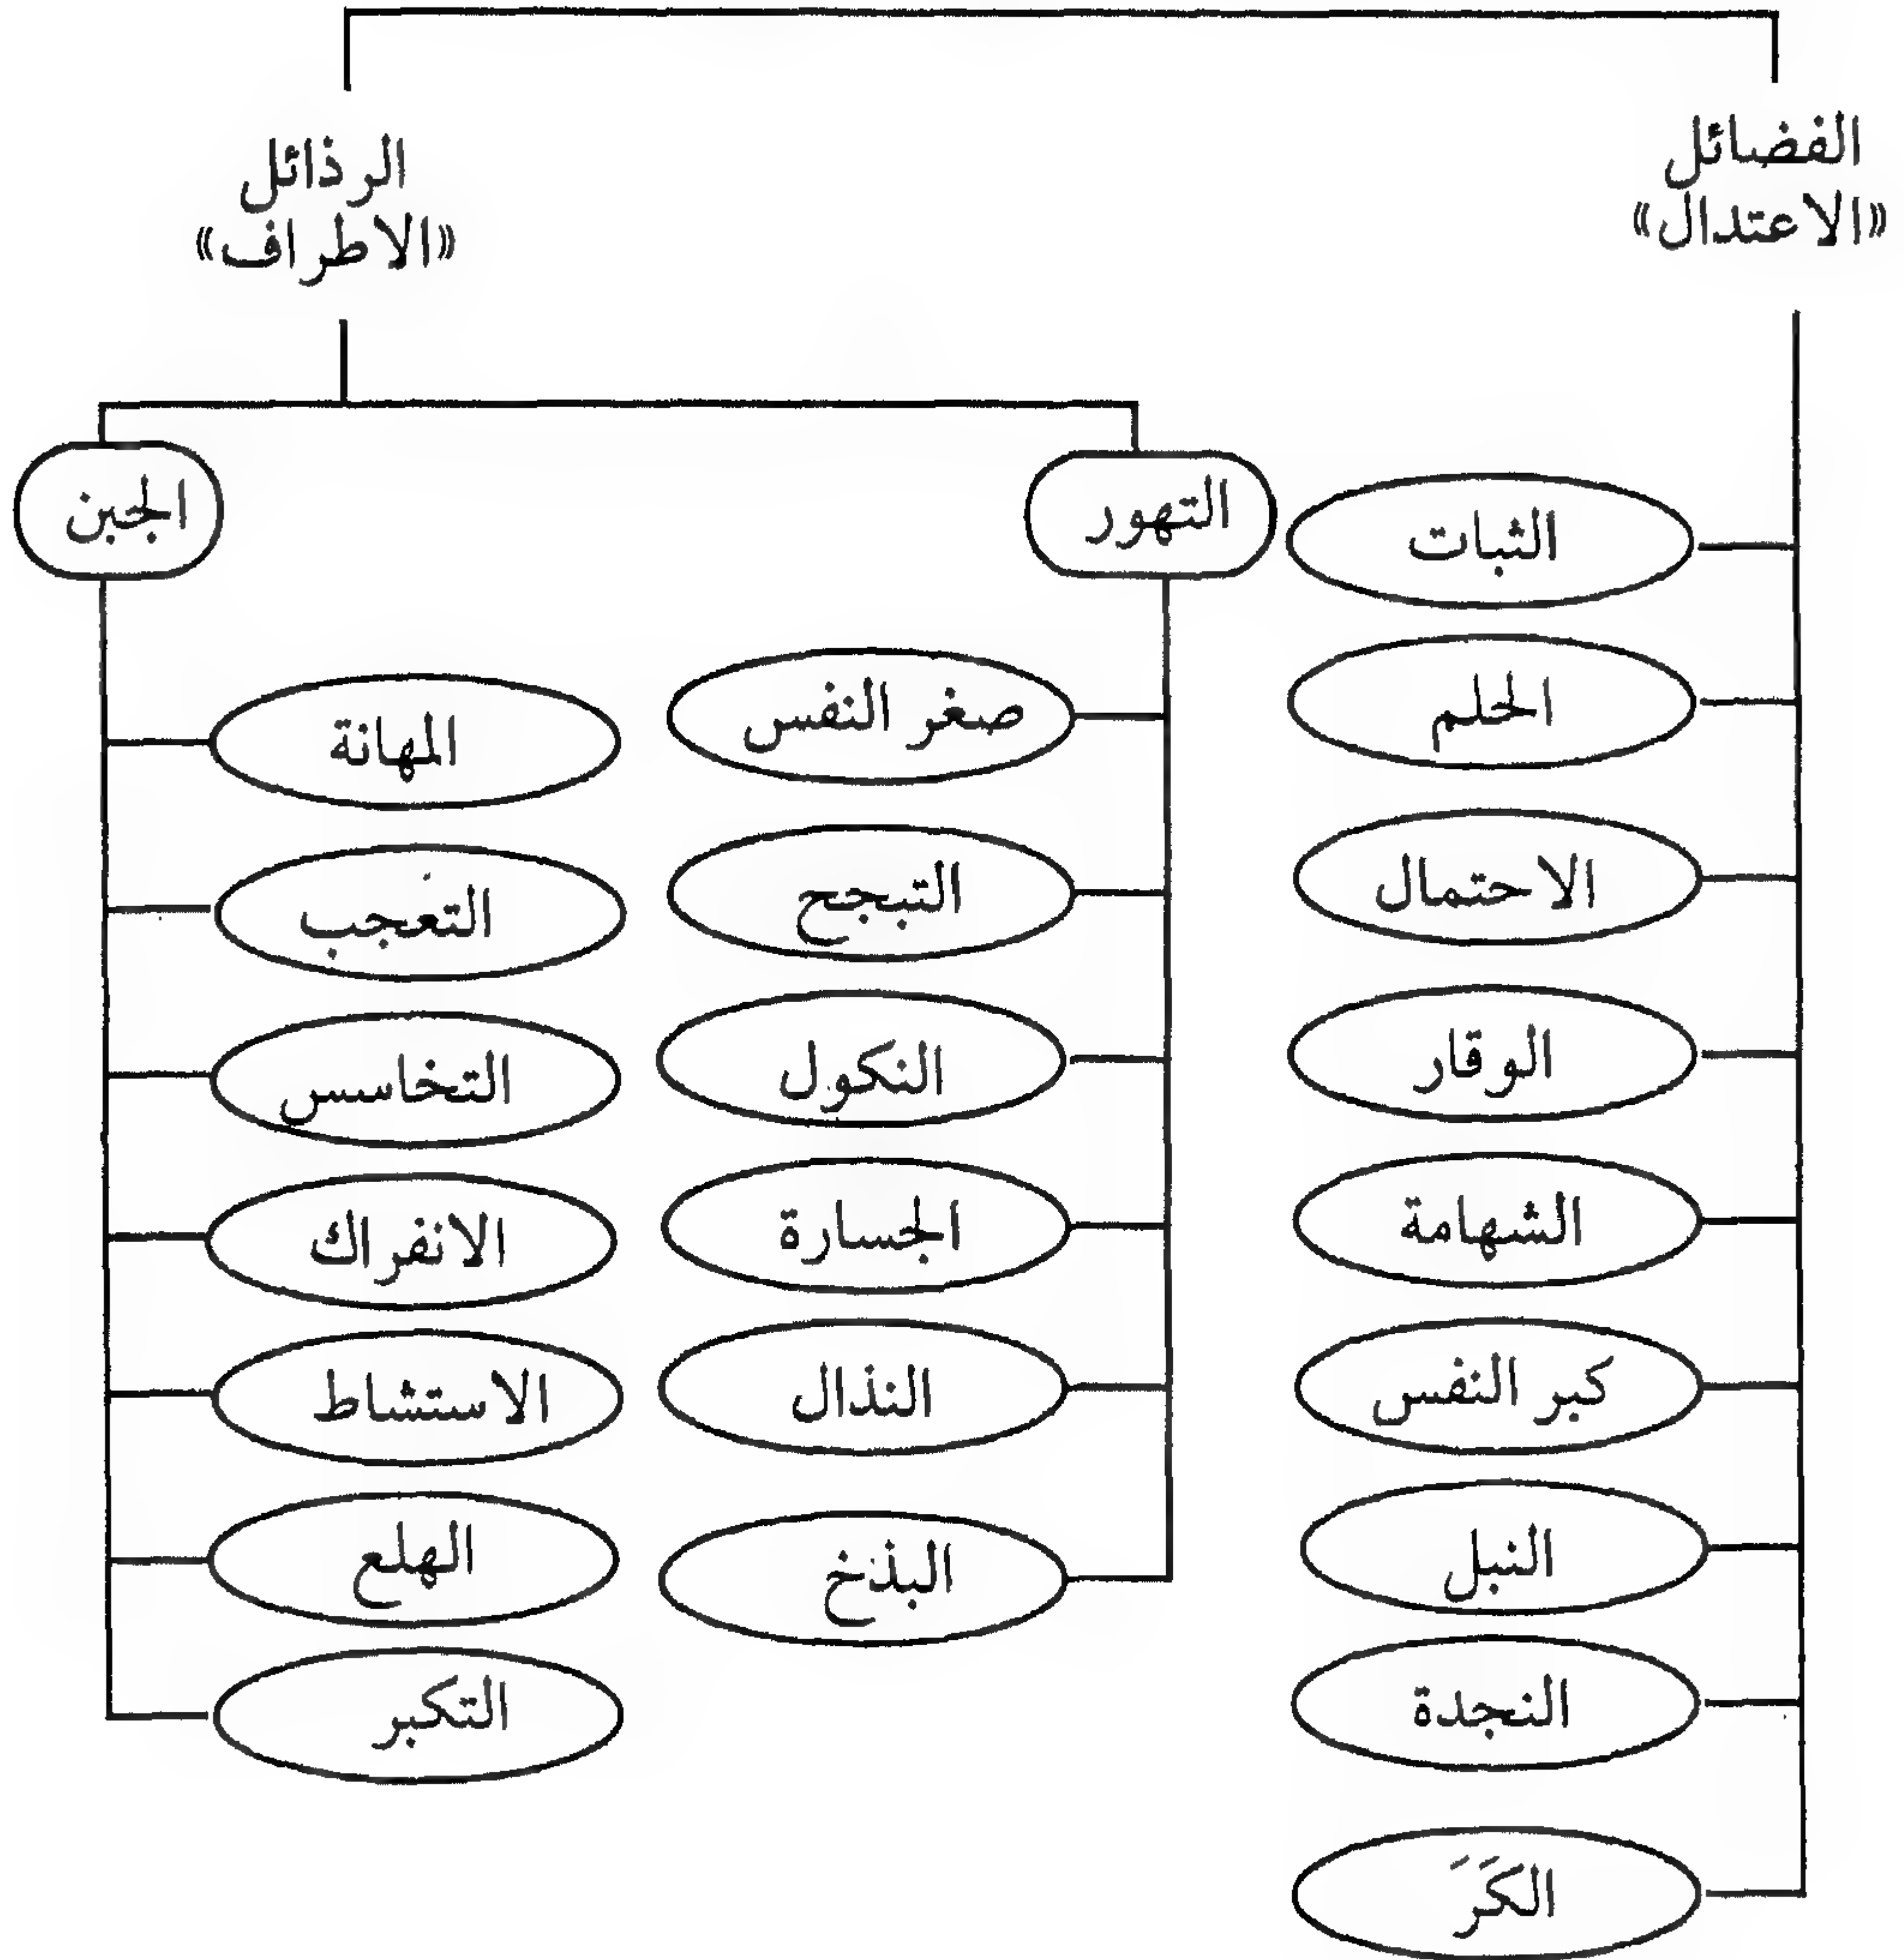 الفضائل
«الاعتدال»
الثبات
الحلم
الاحتمال
الوقار
الشهامة
كبر النفس
النبل
النجدة
الكَرَ
الرذائل
«الاطراف»
التهور
صغر النفس
التبجح
النكول
الجسارة
النذال
البذخ
الجبن
المهانة
التعجب
التخاسس
الانفراك
الاستشاط
الهلع
التكبر